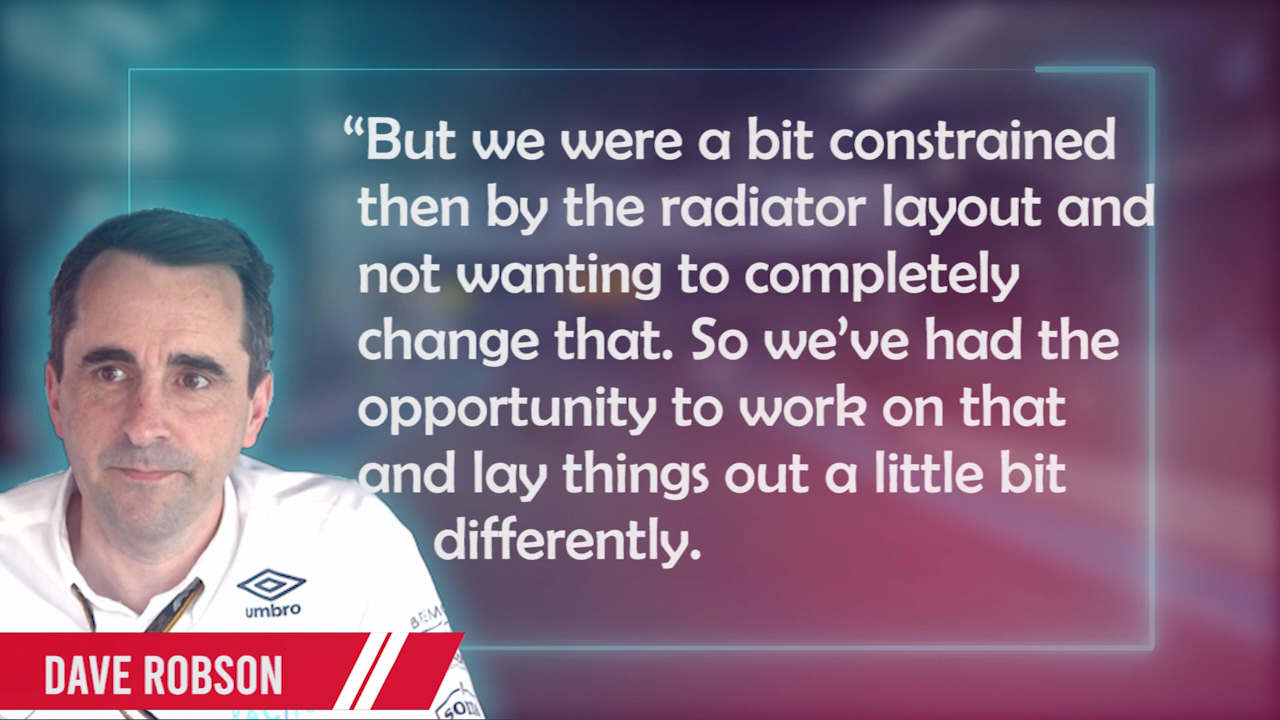 “But we were a bit constrained
then by the radiator layout and
not wanting to completely
change that. So we’ve had the
opportunity to work on that
and lay things out a little bit
differently.
umbro
DAVE ROBSON